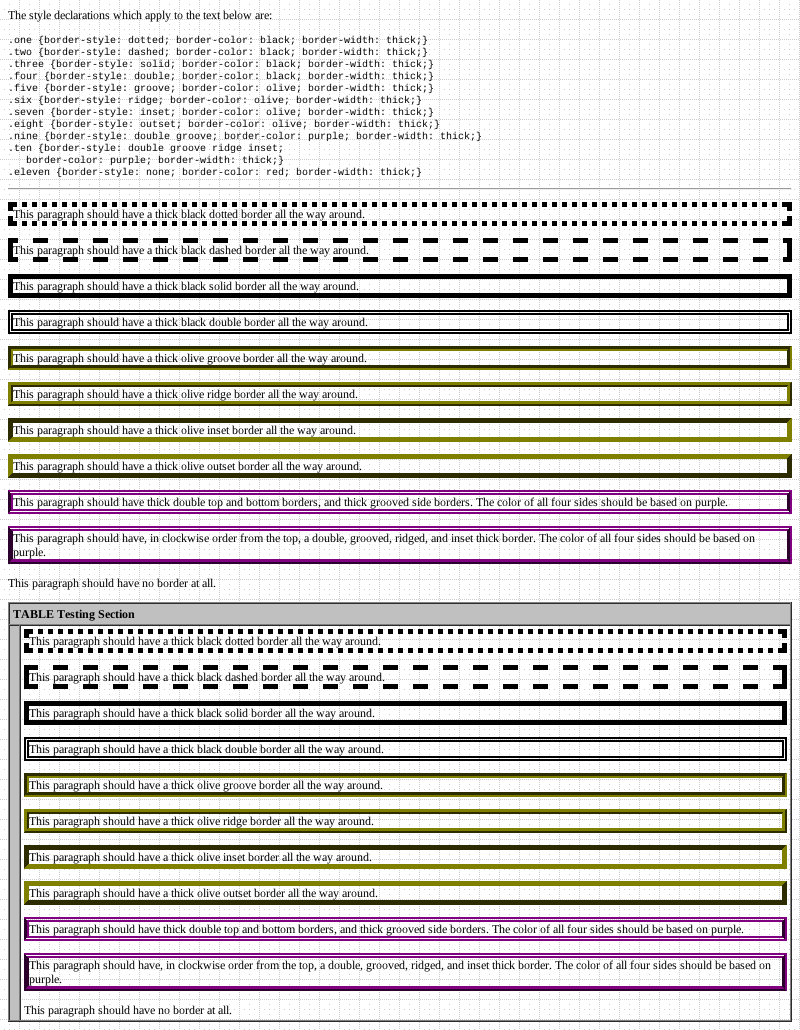 The style declarations which apply to the text below are:
.one {border-style: dotted; border-color: black; border-width: thick;}
.two {border-style: dashed; border-color: black; border-width: thick;}
.three {border-style: solid; border-color: black; border-width: thick;}
.four {border-style: double; border-color: black; border-width: thick;}
.five {border-style: groove; border-color: olive; border-width: thick;}
.six {border-style: ridge; border-color: olive; border-width: thick;}
.seven {border-style: inset; border-color: olive; border-width: thick;}
.eight {border-style: outset; border-color: olive; border-width: thick;}
.nine {border-style: double groove; border-color: purple; border-width: thick;}
.ten {border-style: double groove ridge inset;
border-color: purple; border-width: thick;}
.eleven {border-style: none; border-color: red; border-width: thick;}
This paragraph should have a thick black dotted border all the way around.
This paragraph should have a thick black dashed border all the way around.
This paragraph should have a thick black solid border all the way around.
This paragraph should have a thick black double border all the way around.
This paragraph should have a thick olive groove border all the way around.
This paragraph should have a thick olive ridge border all the way around.
This paragraph should have a thick olive inset border all the way around.
This paragraph should have a thick olive outset border all the way around.
This paragraph should have thick double top and bottom borders, and thick grooved side borders. The color of all four sides should be based on purple.
This paragraph should have, in clockwise order from the top, a double, grooved, ridged, and inset thick border. The color of all four sides should be based on
purple.
This paragraph should have no border at all.
TABLE Testing Section
This paragraph should have a thick black dotted border all the way around.
This paragraph should have a thick black dashed border all the way around.
This paragraph should have a thick black solid border all the way around.
This paragraph should have a thick black double border all the way around.
This paragraph should have a thick olive groove border all the way around.
This paragraph should have a thick olive ridge border all the way around.
This paragraph should have a thick olive inset border all the way around.
This paragraph should have a thick olive outset border all the way around.
This paragraph should have thick double top and bottom borders, and thick grooved side borders. The color of all four sides should be based on purple.
This paragraph should have, in clockwise order from the top, a double, grooved, ridged, and inset thick border. The color of all four sides should be based on
purple.
This paragraph should have no border at all.